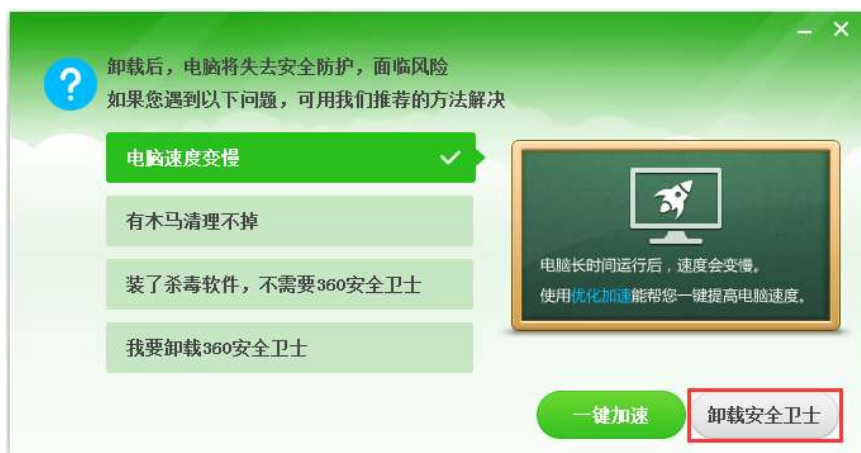 卸载后，电脑将失去安全防护，面临风险
如果您遇到以下问题，可用我们推荐的方法解决
电脑速度变慢
有木马清理不掉
装了杀毒软件，不需要360安全卫士
我要卸载360安全卫士
电脑长时间运行后，速度会变慢。
使用优化加速能帮您一键提高电脑速度。
一键加速
卸载安全卫士